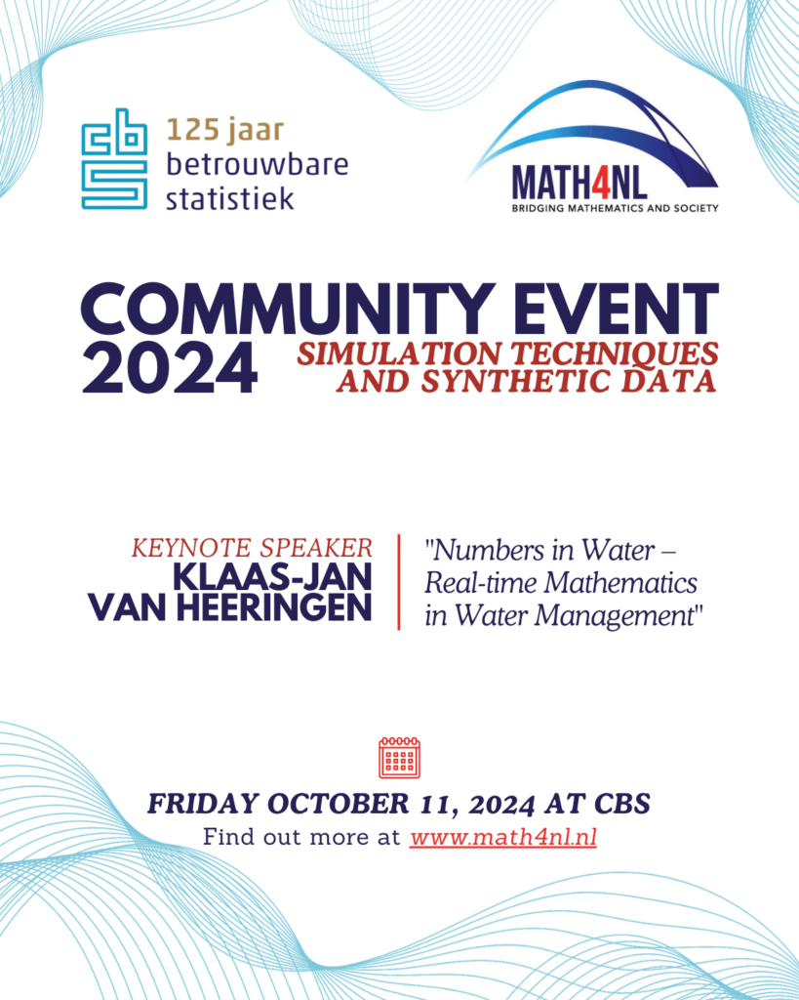 cbs
125 jaar
betrouwbare
statistiek
MATH4NL
BRIDGING MATHEMATICS AND SOCIETY
COMMUNITY EVENT
2024
SIMULATION TECHNIQUES
AND SYNTHETIC DATA
KEYNOTE SPEAKER
KLAAS-JAN
VAN HEERINGEN
"Numbers in Water –
Real-time Mathematics
in Water Management"
FRIDAY OCTOBER 11, 2024 AT CBS
Find out more at www.math4nl.nl